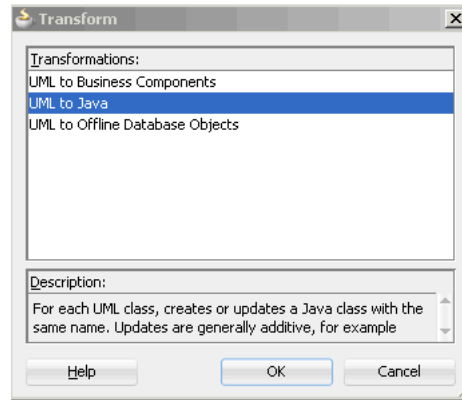 Transform
Transformations:
UML to Business Components
UML to Java
UML to Offline Database Objects
Description:
For each UML class, creates or updates a Java class with the
same name. Updates are generally additive, for example
Help OK Cancel